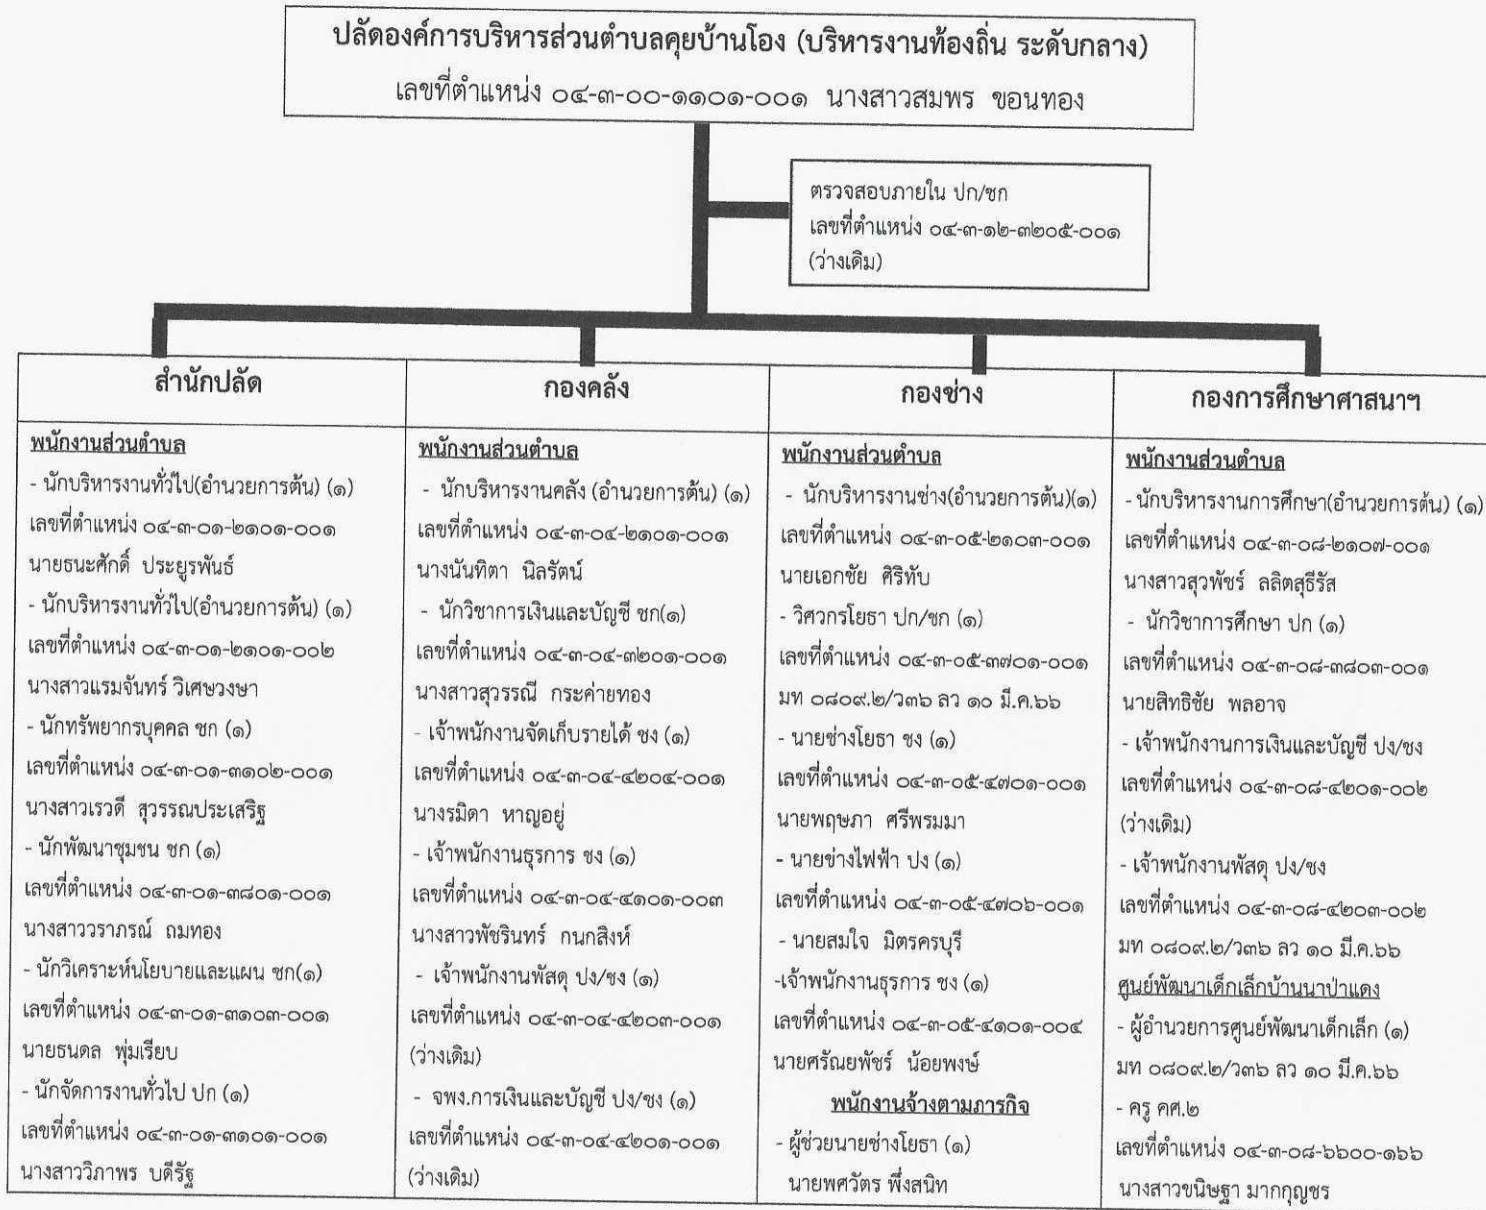 ปลัดองค์การบริหารส่วนตำบลคุยบ้านโอง (บริหารงานท้องถิ่น ระดับกลาง)
เลขที่ตำแหน่ง ๐๔-๓-๐๐-๑๑๐๑-๐๐๑ นางสาวสมพร ขอนทอง
ตรวจสอบภายใน ปก/ชก
เลขที่ตำแหน่ง ๐๔-๓-๑๒-๓๒๐๕-๐๐๑
(ว่างเดิม)
สำนักปลัด
พนักงานส่วนตำบล
- นักบริหารงานทั่วไป(อำนวยการต้น) (๑)
เลขที่ตำแหน่ง ๐๔-๓-๐๑-๒๑๐๑-๐๐๑
นายธนะศักดิ์ ประยูรพันธ์
- นักบริหารงานทั่วไป(อำนวยการต้น) (๑)
เลขที่ตำแหน่ง ๐๔-๓-๐๑-๒๑๐๑-๐๐๒
นางสาวแรมจันทร์ วิเศษวงษา
- นักทรัพยากรบุคคล ชก (๑)
เลขที่ตำแหน่ง ๐๔-๓-๐๑-๓๑๐๒-๐๐๑
นางสาวเรวดี สุวรรณประเสริฐ
- นักพัฒนาชุมชน ชก (๑)
เลขที่ตำแหน่ง ๐๔-๓-๐๑-๓๘๐๑-๐๐๑
นางสาววราภรณ์ ถมทอง
- นักวิเคราะห์นโยบายและแผน ชก(๑)
เลขที่ตำแหน่ง ๐๔-๓-๐๑-๓๑๐๓-๐๐๑
นายธนดล พุ่มเรียบ
- นักจัดการงานทั่วไป ปก (๑)
เลขที่ตำแหน่ง ๐๔-๓-๐๑-๓๑๐๑-๐๐๑
นางสาววิภาพร บดีรัฐ
กองคลัง
พนักงานส่วนตำบล
- นักบริหารงานคลัง (อำนวยการต้น) (๑)
เลขที่ตำแหน่ง ๐๔-๓-๐๔-๒๑๐๑-๐๐๑
นางนันทิตา นิลรัตน์
- นักวิชาการเงินและบัญชี ชก(๑)
เลขที่ตำแหน่ง ๐๔-๓-๐๔-๓๒๐๑-๐๐๑
นางสาวสุวรรณี กระค่ายทอง
- เจ้าพนักงานจัดเก็บรายได้ ชง (๑)
เลขที่ตำแหน่ง ๐๔-๓-๐๔-๔๒๐๔-๐๐๑
นางรมิดา หาญอยู่
- เจ้าพนักงานธุรการ ชง (๑)
เลขที่ตำแหน่ง ๐๔-๓-๐๔-๔๑๐๑-๐๐๓
นางสาวพัชรินทร์ กนกสิงห์
- เจ้าพนักงานพัสดุ ปง/ชง (๑)
เลขที่ตำแหน่ง ๐๔-๓-๐๔-๔๒๐๓-๐๐๑
(ว่างเดิม)
- จพง.การเงินและบัญชี ปง/ชง (๑)
เลขที่ตำแหน่ง ๐๔-๓-๐๔-๔๒๐๑-๐๐๑
(ว่างเดิม)
กองช่าง
พนักงานส่วนตำบล
- นักบริหารงานช่าง(อำนวยการต้น)(๑)
เลขที่ตำแหน่ง ๐๔-๓-๐๕-๒๑๐๓-๐๐๑
นายเอกชัย ศิริทับ
- วิศวกรโยธา ปก/ชก (๑)
เลขที่ตำแหน่ง ๐๔-๓-๐๕-๓๗๐๑-๐๐๑
มท ๐๘๐๙.๒/ว๓๖ ลว ๑๐ มี.ค.๖๖
- นายช่างโยธา ชง (๑)
เลขที่ตำแหน่ง ๐๔-๓-๐๕-๔๗๐๑-๐๐๑
นายพฤษภา ศรีพรมมา
- นายช่างไฟฟ้า ปง (๑)
เลขที่ตำแหน่ง ๐๔-๓-๐๕-๔๗๐๖-๐๐๑
- นายสมใจ มิตรครบุรี
-เจ้าพนักงานธุรการ ชง (๑)
เลขที่ตำแหน่ง ๐๔-๓-๐๕-๔๑๐๑-๐๐๔
นายศรัณยพัชร์ น้อยพงษ์
พนักงานจ้างตามภารกิจ
- ผู้ช่วยนายช่างโยธา (๑)
นายพศวัตร พึ่งสนิท
กองการศึกษาศาสนาฯ
พนักงานส่วนตำบล
- นักบริหารงานการศึกษา(อำนวยการต้น) (๑)
เลขที่ตำแหน่ง ๐๔-๓-๐๘-๒๑๐๗-๐๐๑
นางสาวสุวพัชร์ ลลิตสุธีรัส
- นักวิชาการศึกษา ปก (๑)
เลขที่ตำแหน่ง ๐๔-๓-๐๘-๓๘๐๓-๐๐๑
นายสิทธิชัย พลอาจ
- เจ้าพนักงานการเงินและบัญชี ปง/ชง
เลขที่ตำแหน่ง ๐๔-๓-๐๘-๔๒๐๑-๐๐๒
(ว่างเดิม)
- เจ้าพนักงานพัสดุ ปง/ชง
เลขที่ตำแหน่ง ๐๔-๓-๐๘-๔๒๐๓-๐๐๒
มท ๐๘๐๙.๒/ว๓๖ ลว ๑๐ มี.ค.๖๖
ศูนย์พัฒนาเด็กเล็กบ้านนาป่าแดง
- ผู้อำนวยการศูนย์พัฒนาเด็กเล็ก (๑)
มท ๐๘๐๙.๒/ว๓๖ ลว ๑๐ มี.ค.๖๖
- ครู คศ.๒
เลขที่ตำแหน่ง ๐๔-๓-๐๘-๖๖๐๐-๑๖๖
นางสาวขนิษฐา มากกุญชร